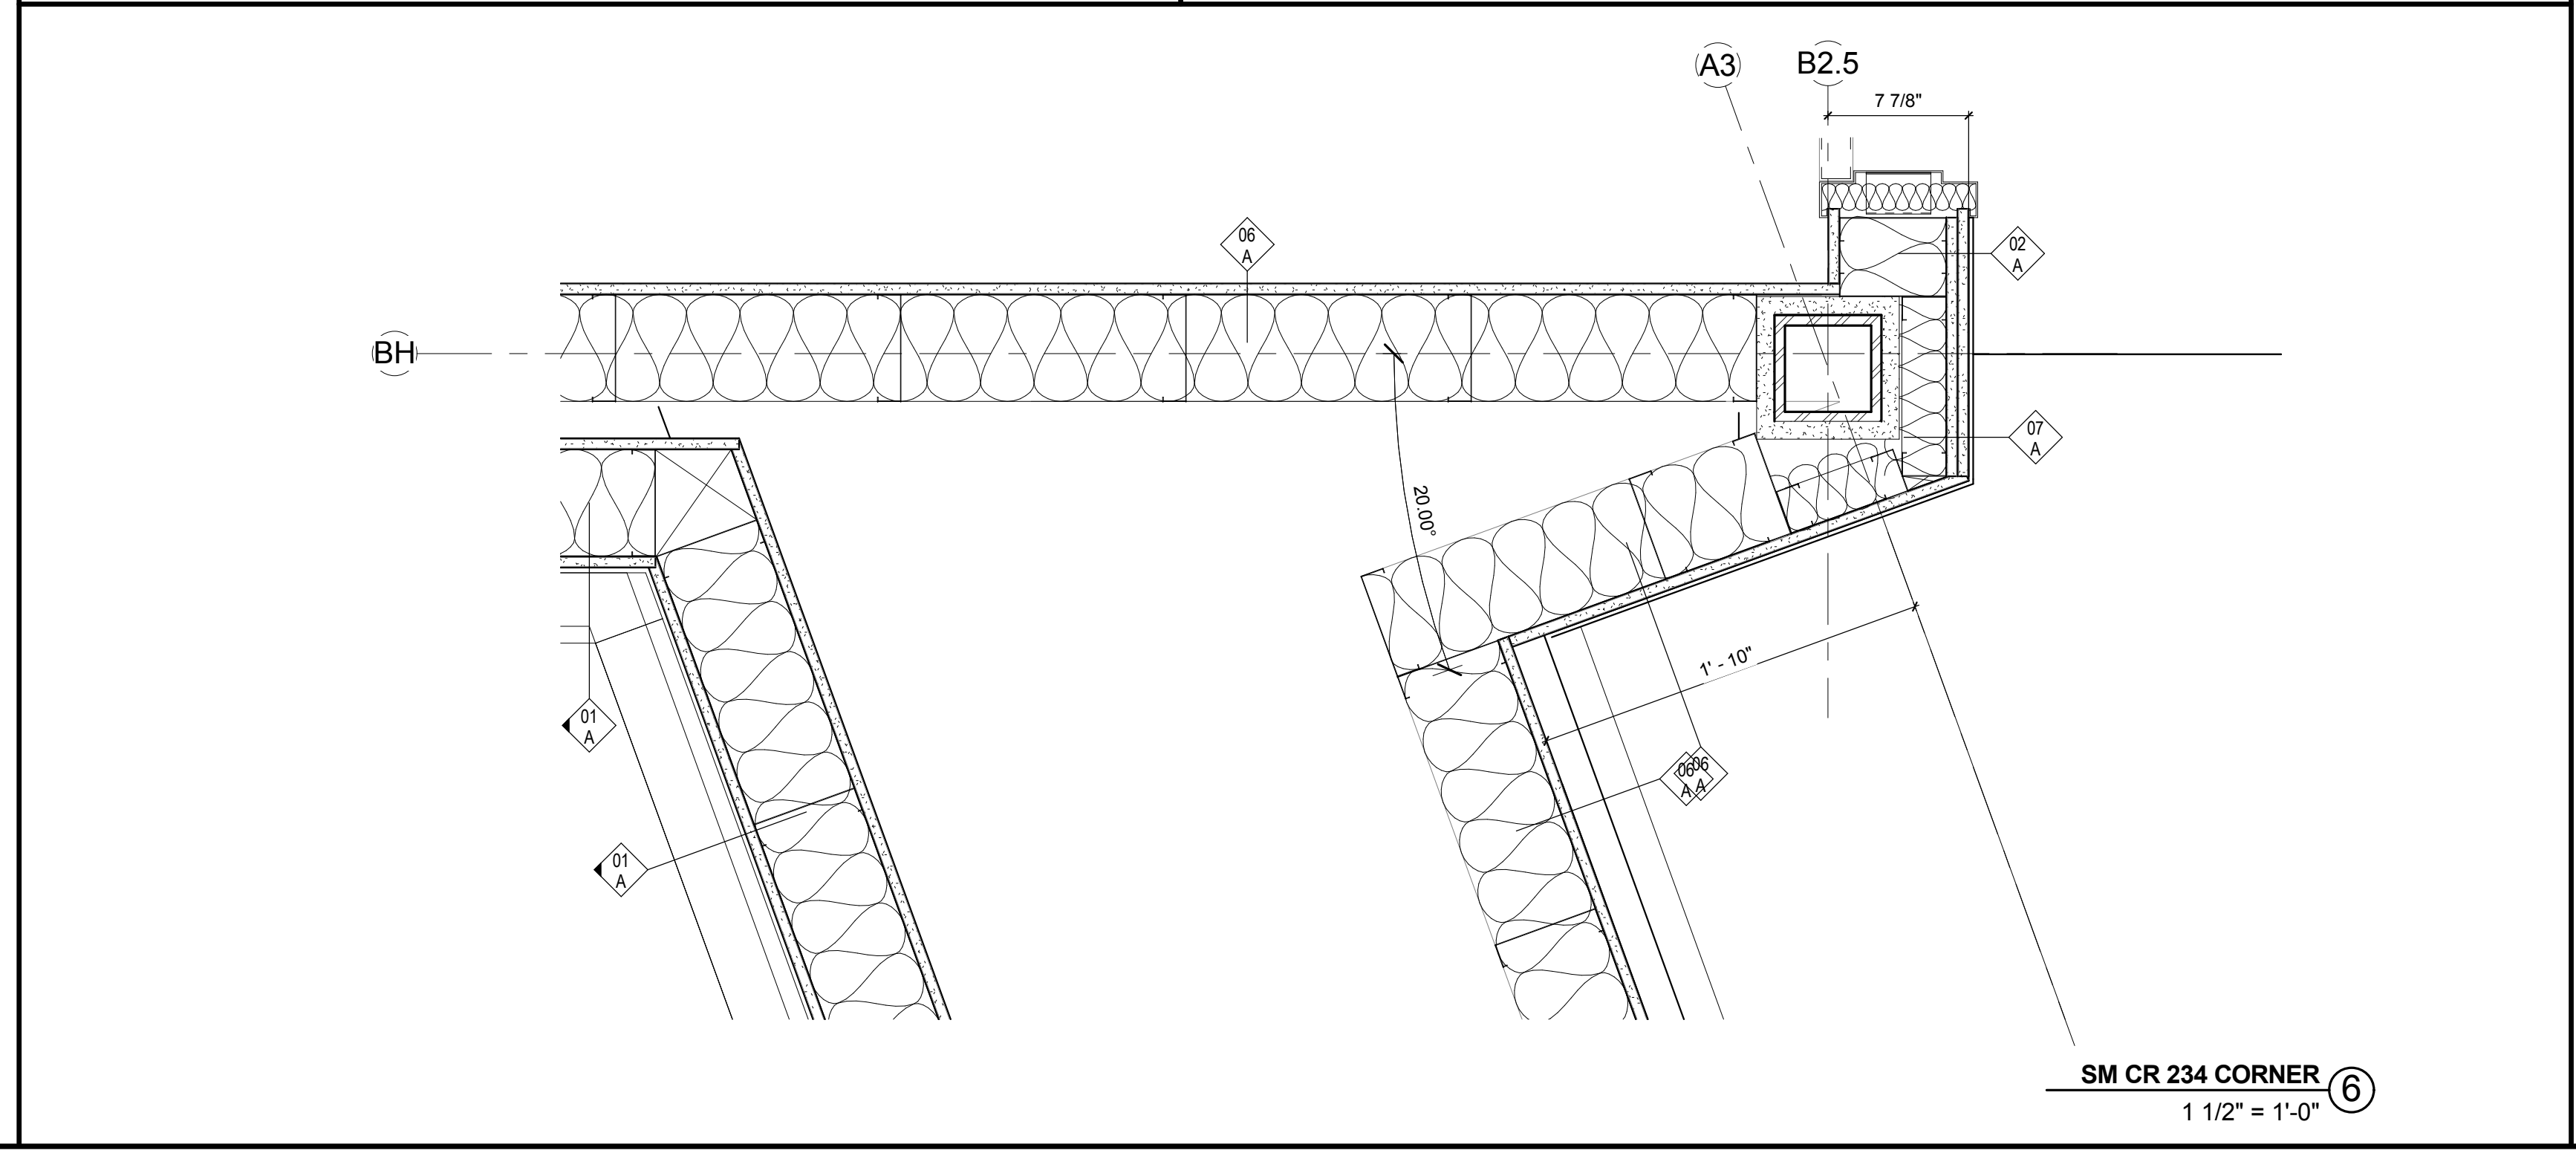 A3
B2.5
7 7/8"
06
A
02
A
BH
07
A
20.00°
1' - 10"
01
A
06
A
06
A
01
A
SM CR 234 CORNER
6
1 1/2" = 1'-0"